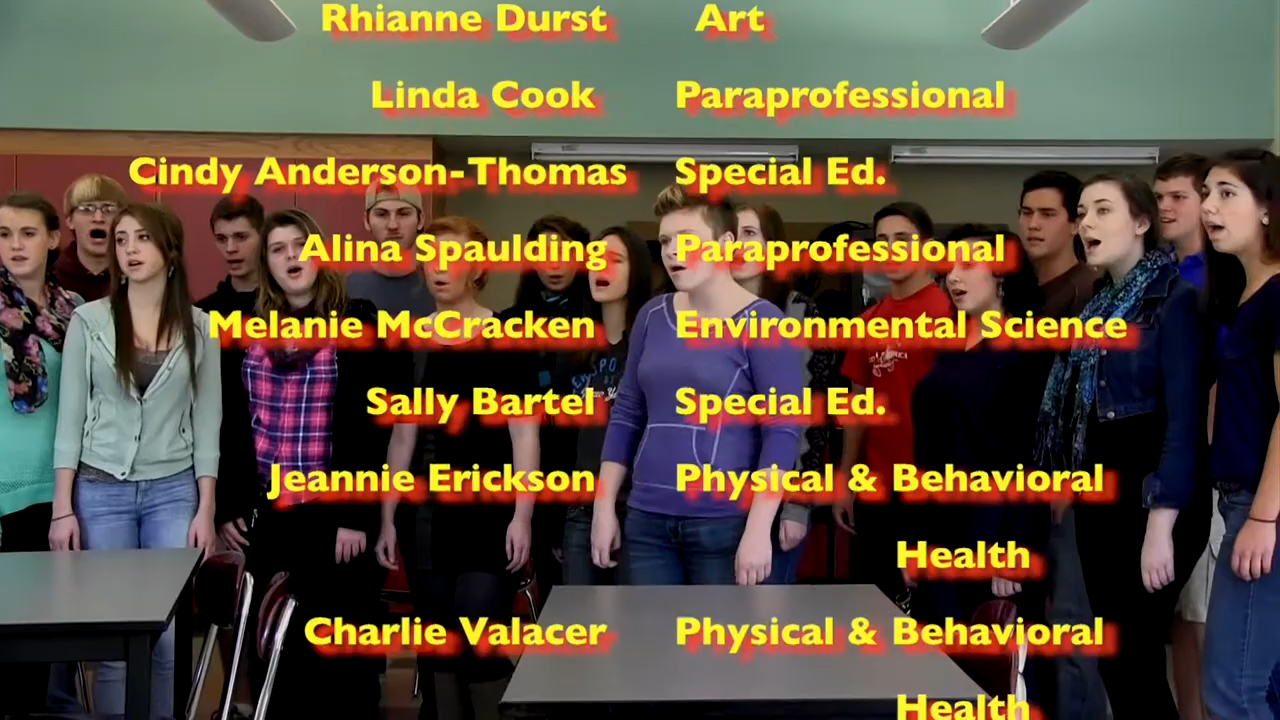 Rhianne Durst Art
Linda Cook Paraprofessional
Cindy Anderson-Thomas Special Ed.
Alina Spaulding Paraprofessional
Melanie McCracken Environmental Science
Sally Bartel Special Ed.
Jeannie Erickson Physical & Behavioral
Health
Charlie Valacer Physical & Behavioral
Health